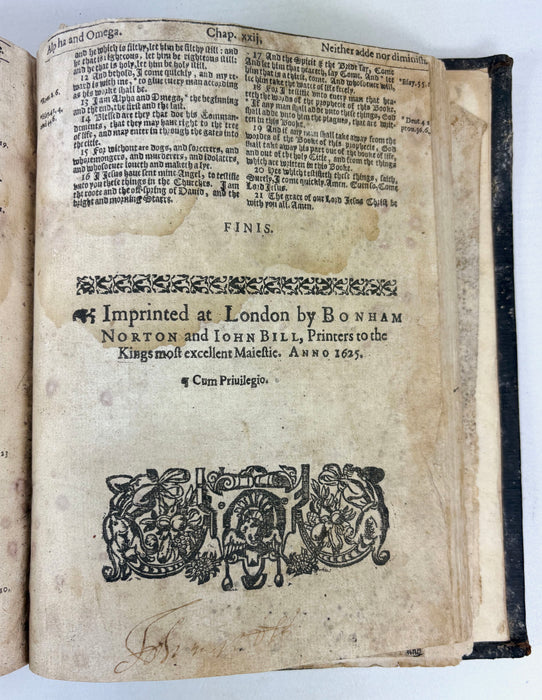 Alpha and Omega. Chap. xxij. Neither adde nor diminish.
and he which is filthy, let him be filthy still: and
he that is righteous, let him be righteous still:
and he that is holy, let him be holy still.
12 And behold, I come quickly, and my re-
ward is with me, to giue euery man according
as his worke shall be.
13 I am Alpha and Omega, the beginning
and the end, the first and the last.
14 Blessed are they that doe his Comman-
dements, that they may haue right to the tree
of life, and may enter in through the gates into
the citie.
15 For without are dogs, and sorcerers, and
whoremongers, and murderers, and idolaters,
and whosoeuer loueth and maketh a lye.
16 I Iesus haue sent mine Angel, to testifie
vnto you these things in the Churches. I am
the roote and the off-spring of Dauid, and the
bright and morning Starre.
17 And the Spirit & the Bride say, Come.
And let him that heareth, say, Come. And let
him that is athirst, come. And whosoeuer will,
let him take the water of life freely.
18 For I testifie vnto euery man that hea-
reth the words of the prophecie of this Booke,
If any man shall adde vnto these things, God
shall adde vnto him the plagues, that are writ-
ten in this Booke.
19 And if any man shall take away from the
words of the Booke of this prophecie, God
shall take away his part out of the booke of life,
and out of the holy Citie, and from the things
which are written in this Booke.
20 Hee which testifieth these things, saith,
Surely, I come quickly. Amen. Euen so, Come
Lord Iesus.
21 The grace of our Lord Iesus Christ be
with you all. Amen.
FINIS.
Imprinted at London by BONHAM
NORTON and IOHN BILL, Printers to the
Kings most excellent Maiestie. ANNO 1625.
¶ Cum Priuilegio.